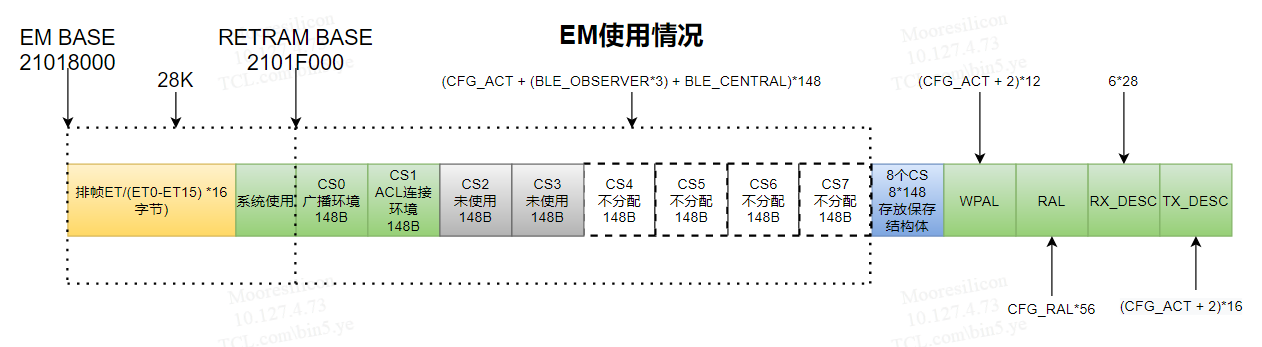 EM使用情况
EM BASE
21018000
RETRAM BASE
2101F000
28K
(CFG_ACT + (BLE_OBSERVER*3) + BLE_CENTRAL)*148
(CFG_ACT + 2)*12
6*28
排帧ET/(ET0-ET15) *16
字节)
系统使用
CS0
广播环境
148B
CS1
ACL连接
环境
148B
CS2
未使用
148B
CS3
未使用
148B
CS4
不分配
148B
CS5
不分配
148B
CS6
不分配
148B
CS7
不分配
148B
8个CS
8*148
存放保存
结构体
WPAL
RAL
RX_DESC
TX_DESC
CFG_RAL*56
(CFG_ACT + 2)*16
Mooresilicon
10.127.4.73
TCL.com\bin5.ye
Mooresilicon
10.127.4.73
TCL.com\bin5.ye
Mooresilicon
10.127.4.73
TCL.com\bin5.ye
Mooresilicon
10.127.4.73
TCL.com\bin5.ye